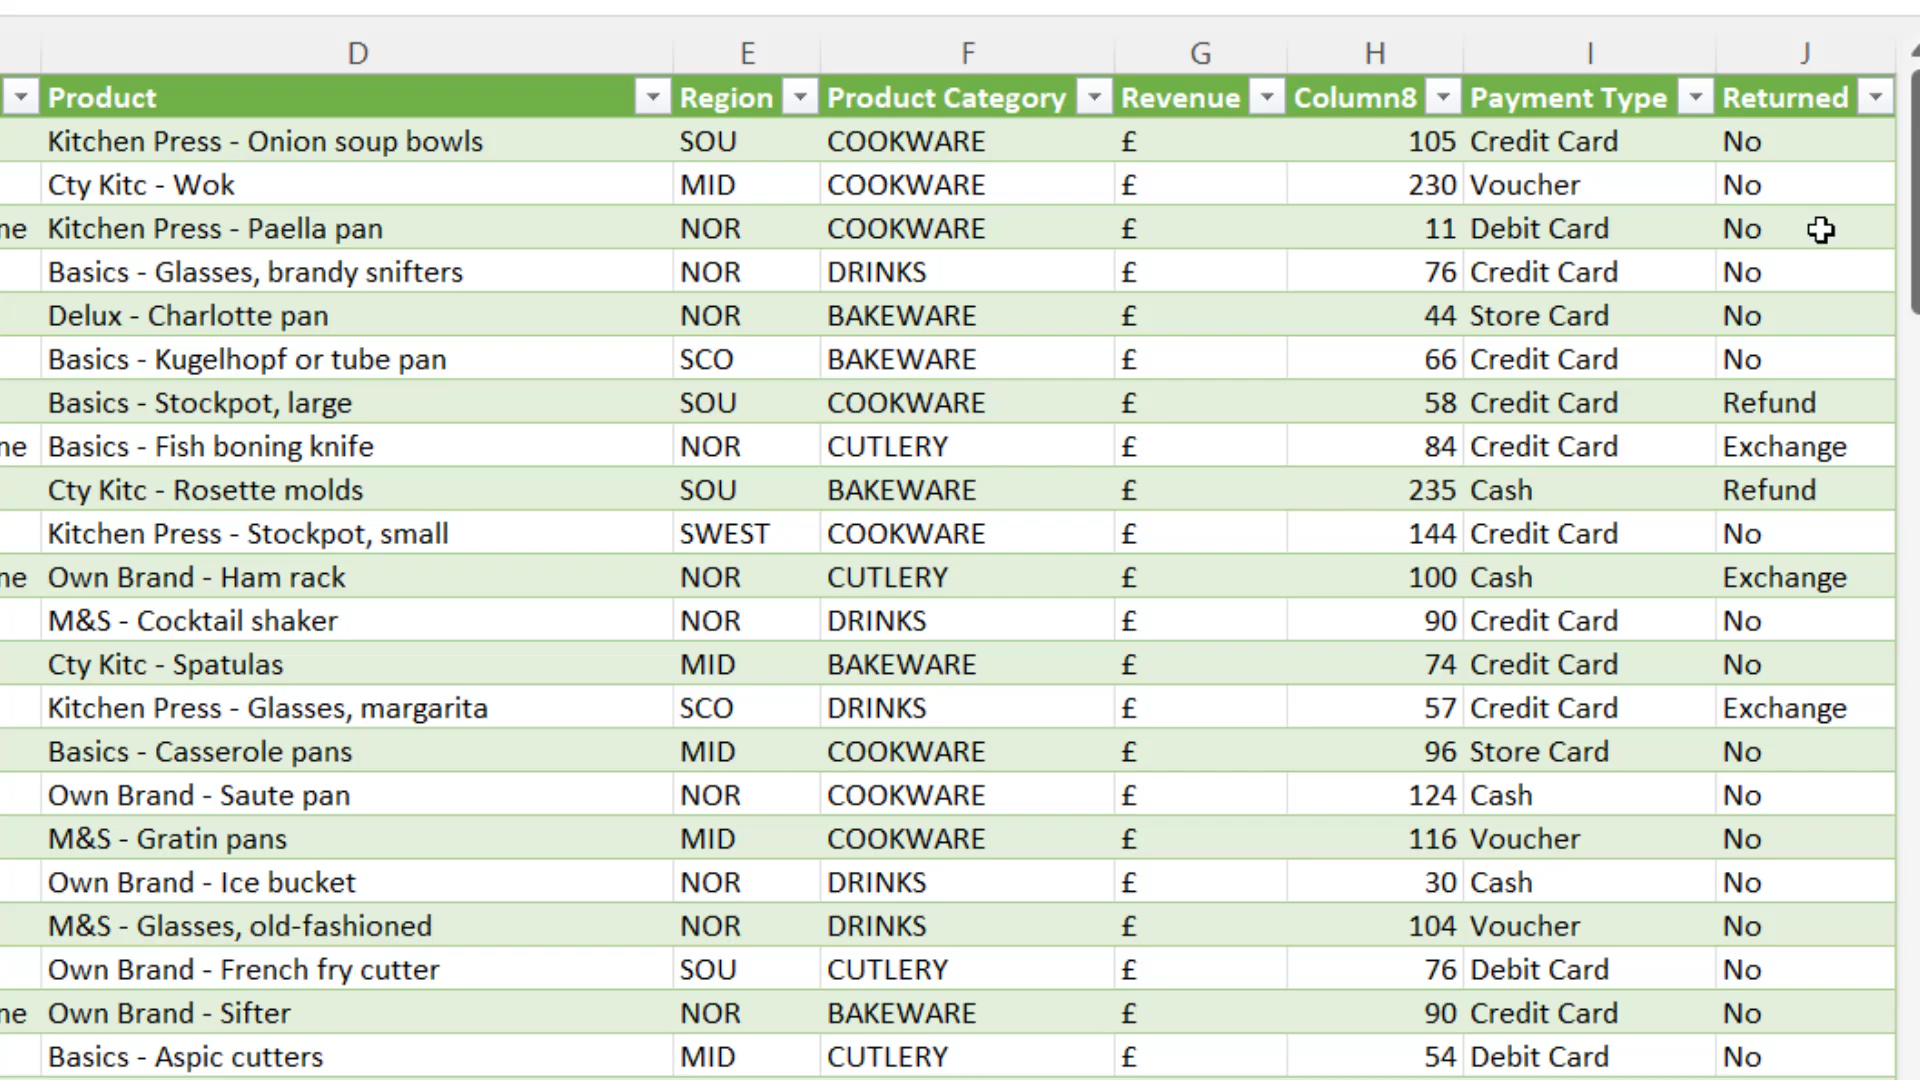 D E F G H I J
Product Region Product Category Revenue Column8 Payment Type Returned
Kitchen Press - Onion soup bowls SOU COOKWARE £ 105 Credit Card No
Cty Kitc - Wok MID COOKWARE £ 230 Voucher No
ne Kitchen Press - Paella pan NOR COOKWARE £ 11 Debit Card No
Basics - Glasses, brandy snifters NOR DRINKS £ 76 Credit Card No
Delux - Charlotte pan NOR BAKEWARE £ 44 Store Card No
Basics - Kugelhopf or tube pan SCO BAKEWARE £ 66 Credit Card No
Basics - Stockpot, large SOU COOKWARE £ 58 Credit Card Refund
ne Basics - Fish boning knife NOR CUTLERY £ 84 Credit Card Exchange
Cty Kitc - Rosette molds SOU BAKEWARE £ 235 Cash Refund
Kitchen Press - Stockpot, small SWEST COOKWARE £ 144 Credit Card No
ne Own Brand - Ham rack NOR CUTLERY £ 100 Cash Exchange
M&S - Cocktail shaker NOR DRINKS £ 90 Credit Card No
Cty Kitc - Spatulas MID BAKEWARE £ 74 Credit Card No
Kitchen Press - Glasses, margarita SCO DRINKS £ 57 Credit Card Exchange
Basics - Casserole pans MID COOKWARE £ 96 Store Card No
Own Brand - Saute pan NOR COOKWARE £ 124 Cash No
M&S - Gratin pans MID COOKWARE £ 116 Voucher No
Own Brand - Ice bucket NOR DRINKS £ 30 Cash No
M&S - Glasses, old-fashioned NOR DRINKS £ 104 Voucher No
Own Brand - French fry cutter SOU CUTLERY £ 76 Debit Card No
ne Own Brand - Sifter NOR BAKEWARE £ 90 Credit Card No
Basics - Aspic cutters MID CUTLERY £ 54 Debit Card No